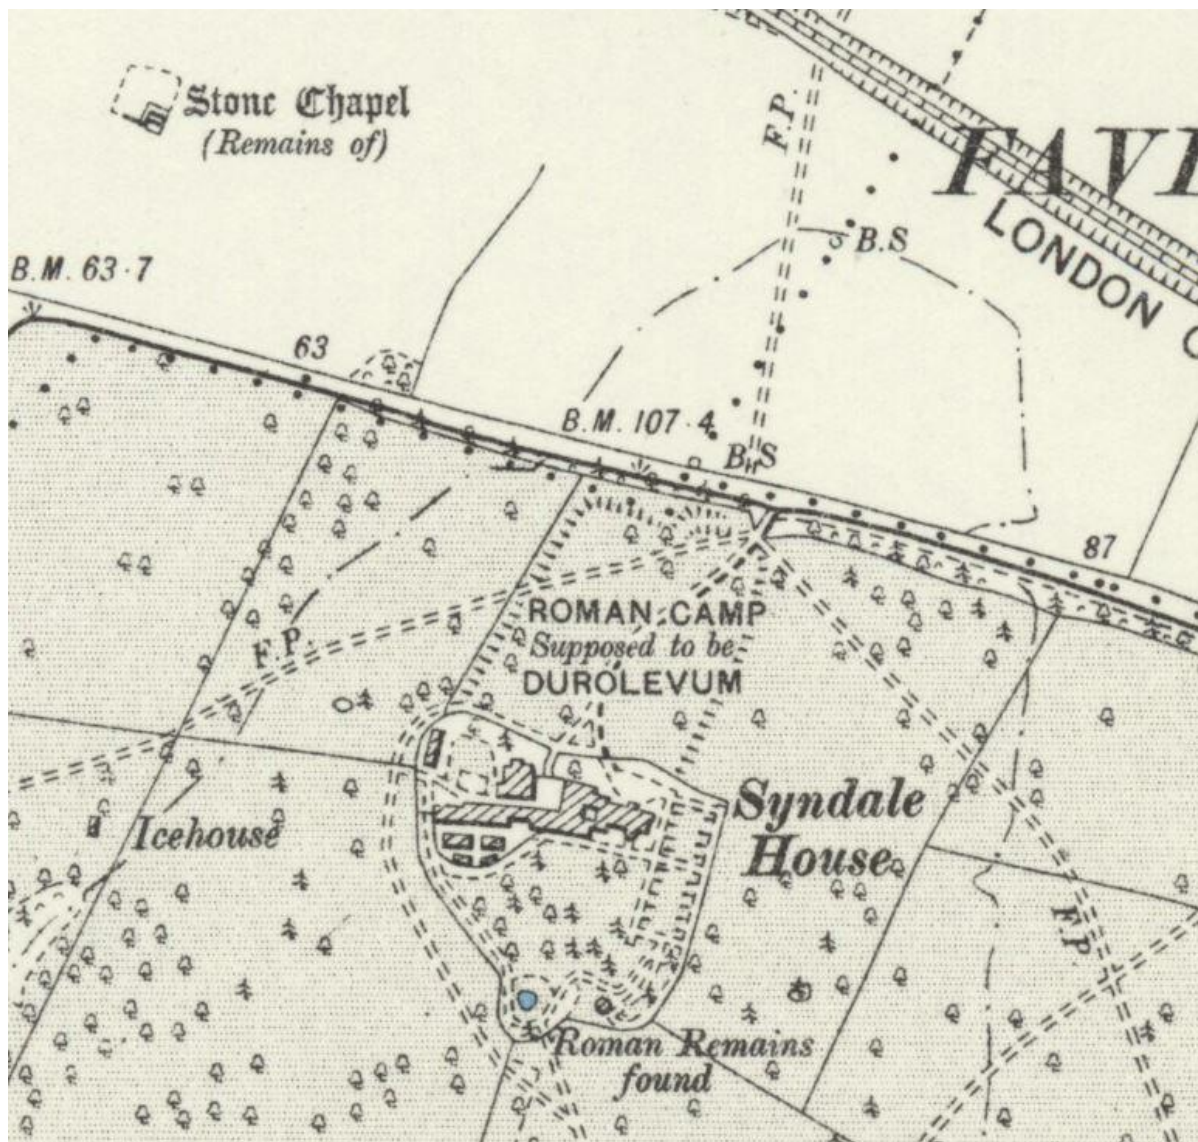 Stone Chapel
(Remains of)
F.P.
FAVE
LONDON C
B.S
B.M. 63·7
63
B.M. 107·4
B.S
87
ROMAN CAMP
Supposed to be
DUROLEVUM
F.P.
Syndale
House
Icehouse
F.P
Roman Remains
found